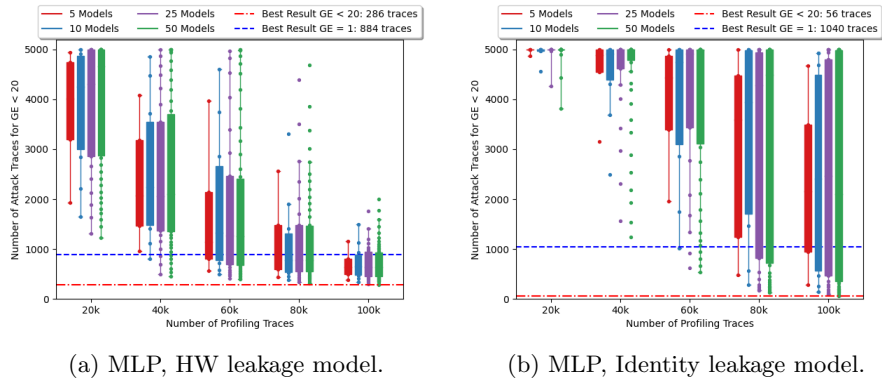 5 Models
25 Models
Best Result GE < 20: 286 traces
10 Models
50 Models
Best Result GE = 1: 884 traces
5000
4000
3000
2000
1000
0
Number of Attack Traces for GE < 20
20k
40k
60k
80k
100k
Number of Profiling Traces
(a) MLP, HW leakage model.
5 Models
25 Models
Best Result GE < 20: 56 traces
10 Models
50 Models
Best Result GE = 1: 1040 traces
5000
4000
3000
2000
1000
0
Number of Attack Traces for GE < 20
20k
40k
60k
80k
100k
Number of Profiling Traces
(b) MLP, Identity leakage model.